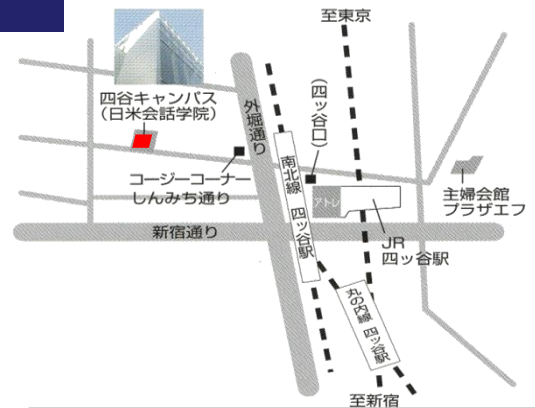 至東京
四谷キャンパス
（日米会話学院）
外堀通り
（四ッ谷口）
コージーコーナー
しんみち通り
南北線 四ッ谷駅
アトレ
主婦会館
プラザエフ
新宿通り
JR
四ッ谷駅
丸の内線 四ッ谷駅
至新宿